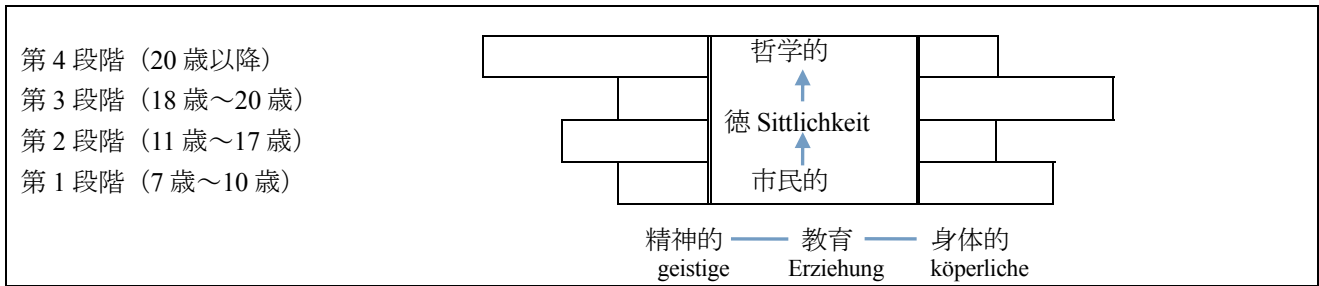 第 4 段階（20 歳以降）
第 3 段階（18 歳～20 歳）
第 2 段階（11 歳～17 歳）
第 1 段階（7 歳～10 歳）
哲学的
徳 Sittlichkeit
市民的
精神的 教育 身体的
geistige Erziehung köperliche